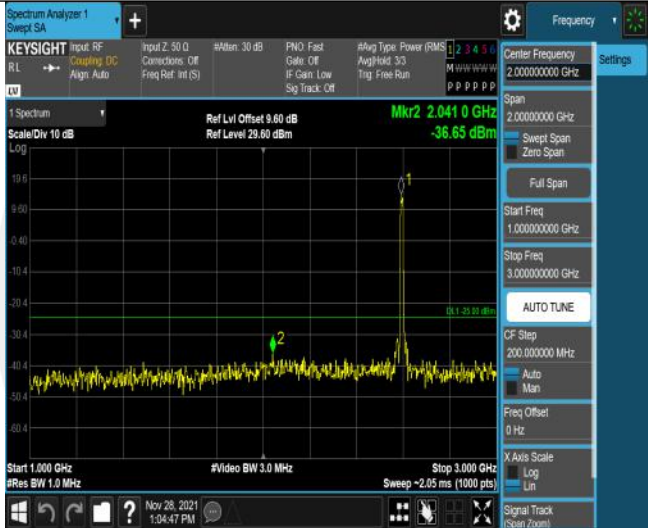 Spectrum Analyzer 1
Swept SA
+
Frequency
KEYSIGHT
RL
LV
Input: RF
Coupling: DC
Align: Auto
Input Z: 50 Ω
Corrections: Off
Freq Ref: Int (S)
#Atten: 30 dB
PNO: Fast
Gate: Off
IF Gain: Low
Sig Track: Off
#Avg Type: Power (RMS
Avg|Hold: 3/3
Trig: Free Run
1 2 3 4 5 6
M W W W W W
P P P P P P
1 Spectrum
Scale/Div 10 dB
Log
Ref Lvl Offset 9.60 dB
Ref Level 29.60 dBm
Mkr2 2.041 0 GHz
-36.65 dBm
19.6
9.60
-0.40
-10.4
-20.4
-30.4
-40.4
-50.4
-60.4
1
2
DL1 -25.00 dBm
Start 1.000 GHz
#Res BW 1.0 MHz
#Video BW 3.0 MHz
Stop 3.000 GHz
Sweep ~2.05 ms (1000 pts)
Nov 28, 2021
1:04:47 PM
?
Center Frequency
2.000000000 GHz
Span
2.00000000 GHz
Swept Span
Zero Span
Full Span
Start Freq
1.000000000 GHz
Stop Freq
3.000000000 GHz
AUTO TUNE
CF Step
200.000000 MHz
Auto
Man
Freq Offset
0 Hz
X Axis Scale
Log
Lin
Signal Track
(Span Zoom)
Settings